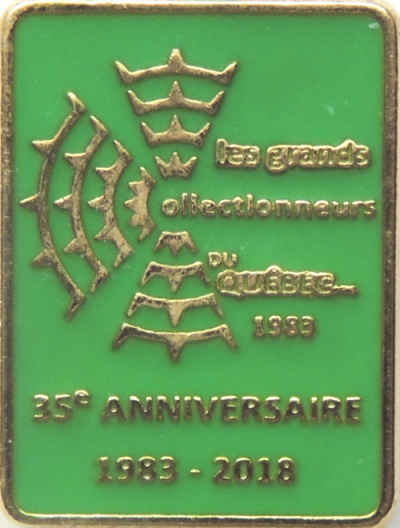 les grands
ollectionneurs
DU
QUÉBEC...
1983
35e ANNIVERSAIRE
1983 - 2018